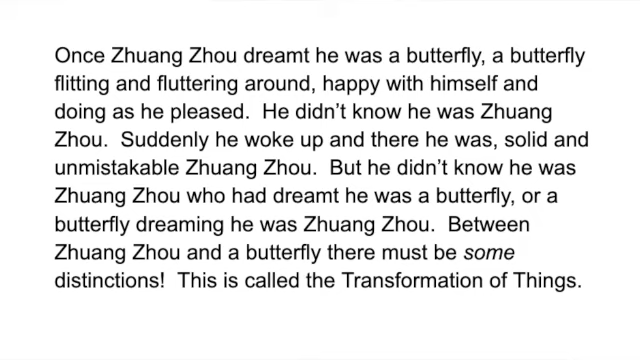 Once Zhuang Zhou dreamt he was a butterfly, a butterfly
flitting and fluttering around, happy with himself and
doing as he pleased.  He didn’t know he was Zhuang
Zhou.  Suddenly he woke up and there he was, solid and
unmistakable Zhuang Zhou.  But he didn’t know he was
Zhuang Zhou who had dreamt he was a butterfly, or a
butterfly dreaming he was Zhuang Zhou.  Between
Zhuang Zhou and a butterfly there must be some
distinctions!  This is called the Transformation of Things.